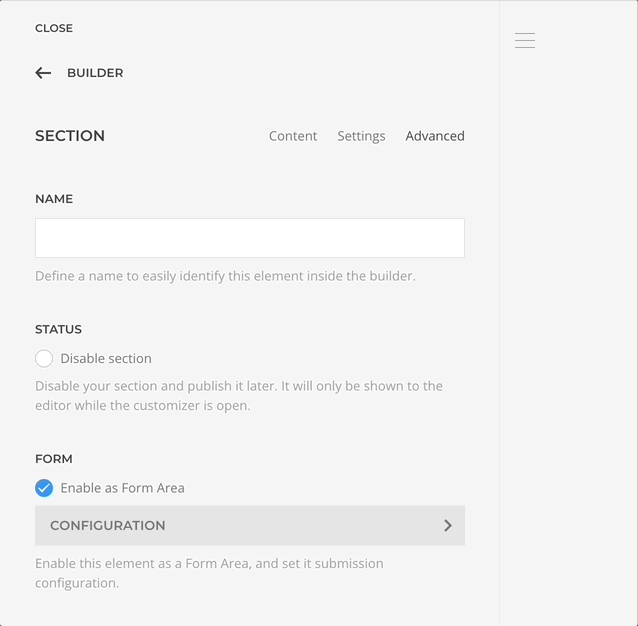 CLOSE
BUILDER
SECTION Content Settings Advanced
NAME
Define a name to easily identify this element inside the builder.
STATUS
Disable section
Disable your section and publish it later. It will only be shown to the
editor while the customizer is open.
FORM
Enable as Form Area
CONFIGURATION
Enable this element as a Form Area, and set it submission
configuration.